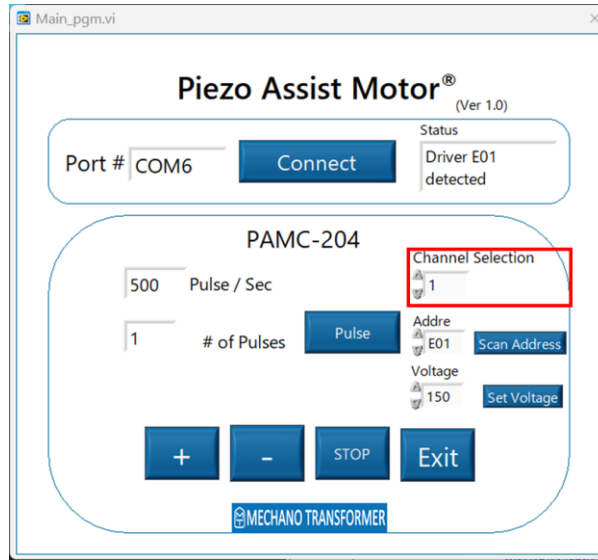 Main_pgm.vi
Piezo Assist Motor®
(Ver 1.0)
Status
Port # COM6 Connect Driver E01
detected
PAMC-204
Channel Selection
1
500 Pulse / Sec
1 # of Pulses Pulse
Addre
E01 Scan Address
Voltage
150 Set Voltage
+ - STOP Exit
MECHANO TRANSFORMER